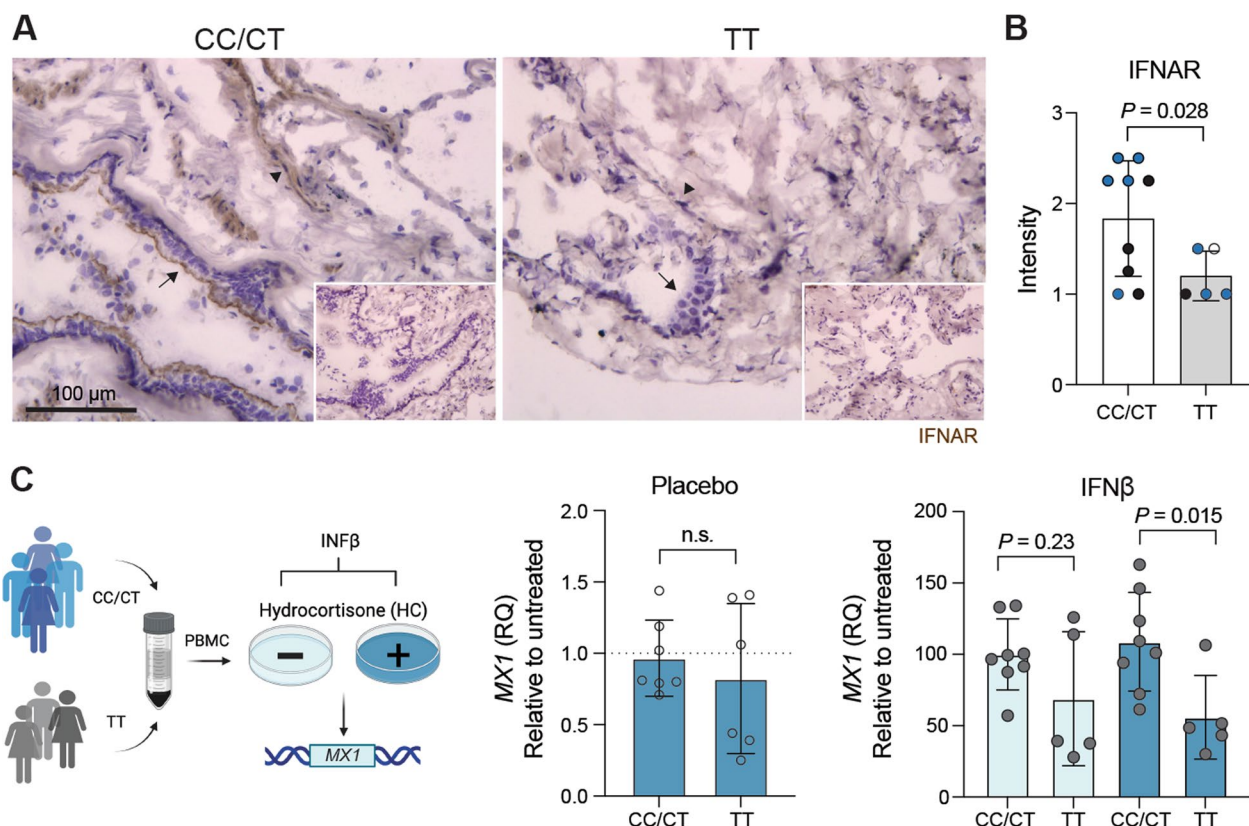 A
CC/CT
TT
100 µm
IFNAR
B
IFNAR
P = 0.028
3
2
1
0
Intensity
CC/CT
TT
C
CC/CT
TT
PBMC
INFβ
Hydrocortisone (HC)
−
+
MX1
Placebo
n.s.
MX1 (RQ)
Relative to untreated
2.0
1.5
1.0
0.5
0.0
CC/CT
TT
IFNβ
P = 0.23
P = 0.015
MX1 (RQ)
Relative to untreated
200
150
100
50
0
CC/CT
TT
CC/CT
TT